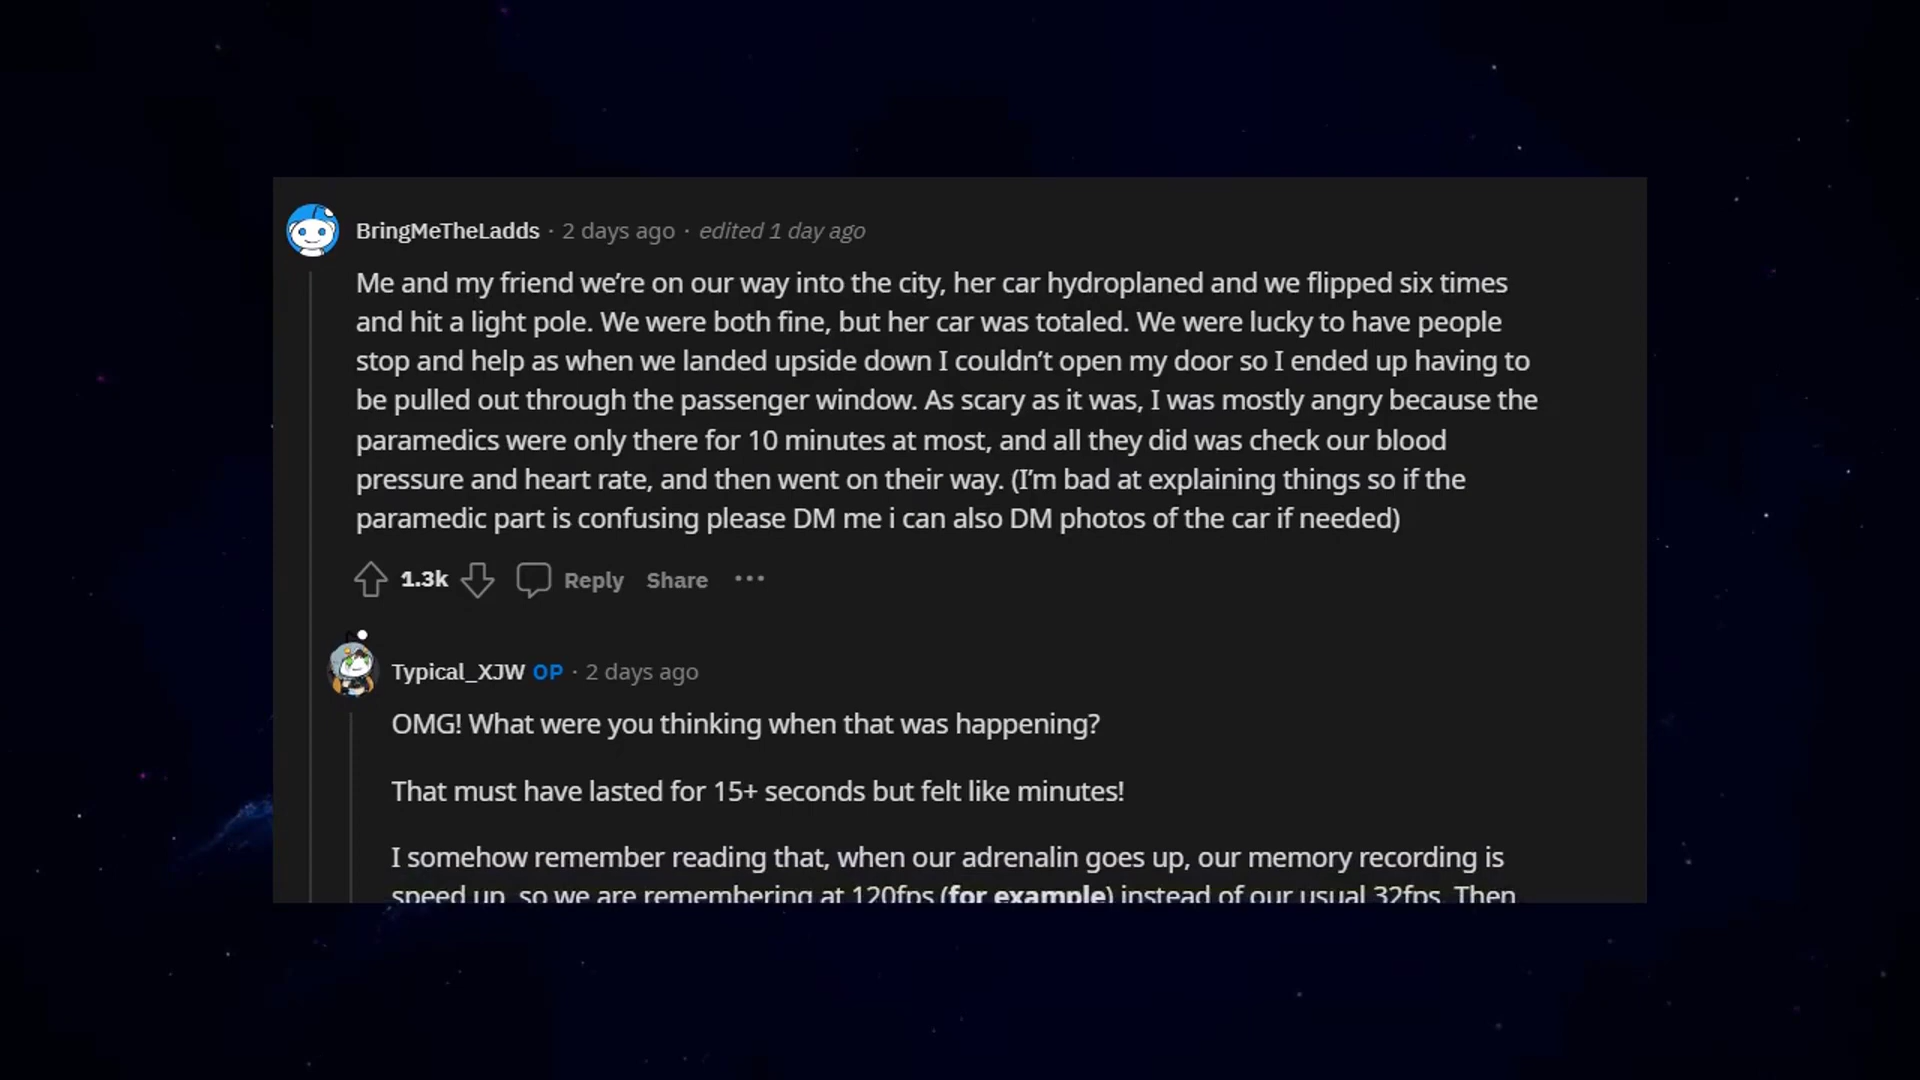 BringMeTheLadds · 2 days ago · edited 1 day ago
Me and my friend we’re on our way into the city, her car hydroplaned and we flipped six times
and hit a light pole. We were both fine, but her car was totaled. We were lucky to have people
stop and help as when we landed upside down I couldn’t open my door so I ended up having to
be pulled out through the passenger window. As scary as it was, I was mostly angry because the
paramedics were only there for 10 minutes at most, and all they did was check our blood
pressure and heart rate, and then went on their way. (I’m bad at explaining things so if the
paramedic part is confusing please DM me i can also DM photos of the car if needed)
1.3k Reply Share ···
Typical_XJW OP · 2 days ago
OMG! What were you thinking when that was happening?
That must have lasted for 15+ seconds but felt like minutes!
I somehow remember reading that, when our adrenalin goes up, our memory recording is
speed up, so we are remembering at 120fps (for example) instead of our usual 32fps. Then